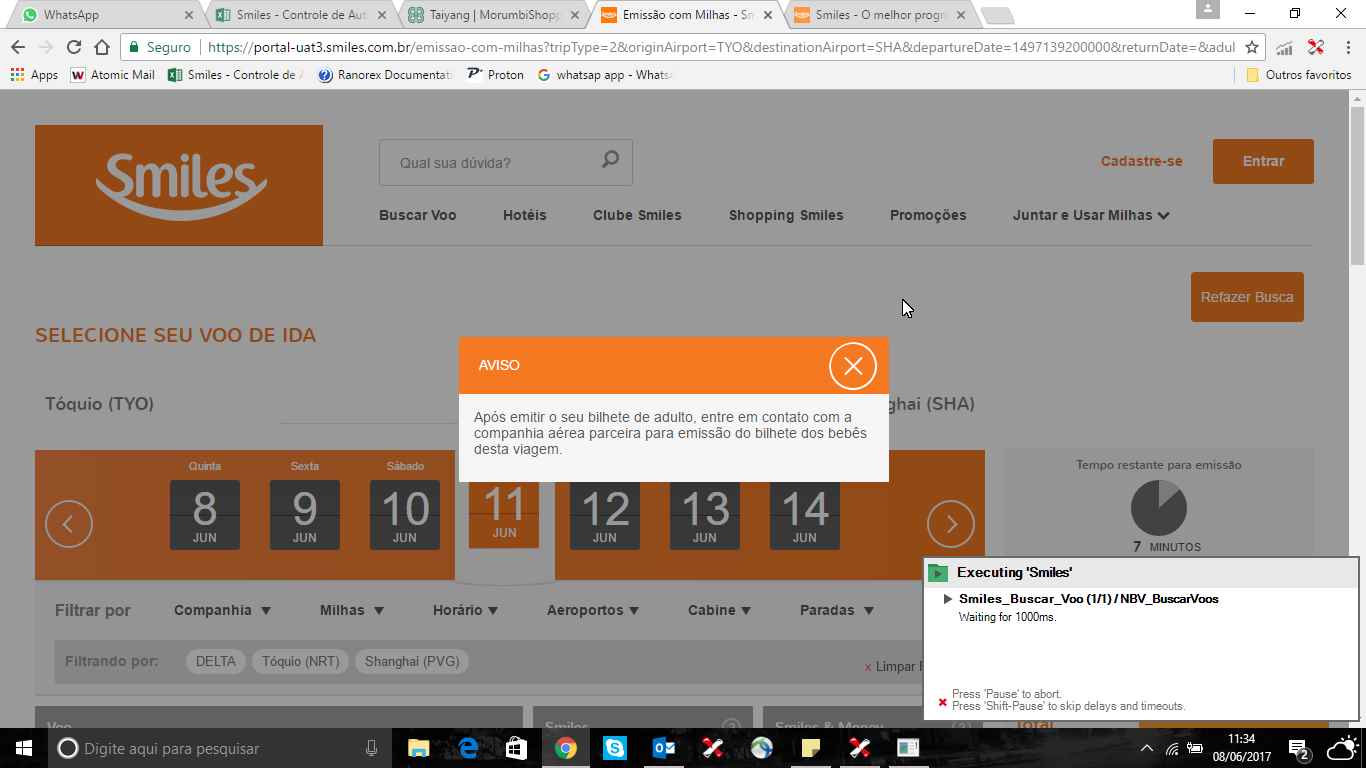 WhatsApp
Smiles - Controle de Aut
Taiyang | MorumbiShopp
Emissão com Milhas - Sm
Smiles - O melhor progr
Seguro
https://portal-uat3.smiles.com.br/emissao-com-milhas?tripType=2&originAirport=TYO&destinationAirport=SHA&departureDate=1497139200000&returnDate=&adul
Apps
Atomic Mail
Smiles - Controle de A
Ranorex Documentati
Proton
whatsap app - Whats
Outros favoritos
Smiles
Qual sua dúvida?
Cadastre-se
Entrar
Buscar Voo
Hotéis
Clube Smiles
Shopping Smiles
Promoções
Juntar e Usar Milhas
Refazer Busca
SELECIONE SEU VOO DE IDA
AVISO
Após emitir o seu bilhete de adulto, entre em contato com a
companhia aérea parceira para emissão do bilhete dos bebês
desta viagem.
Tóquio (TYO)
ghai (SHA)
Quinta
Sexta
Sábado
8
9
10
11
12
13
14
JUN
JUN
JUN
JUN
JUN
JUN
JUN
Tempo restante para emissão
7 MINUTOS
Filtrar por
Companhia
Milhas
Horário
Aeroportos
Cabine
Paradas
Filtrando por:
DELTA
Tóquio (NRT)
Shanghai (PVG)
x Limpar
Executing 'Smiles'
Smiles_Buscar_Voo (1/1) / NBV_BuscarVoos
Waiting for 1000ms.
Press 'Pause' to abort.
Press 'Shift-Pause' to skip delays and timeouts.
Voo
Smiles
Smiles & Money
Total
Digite aqui para pesquisar
11:34
08/06/2017
2